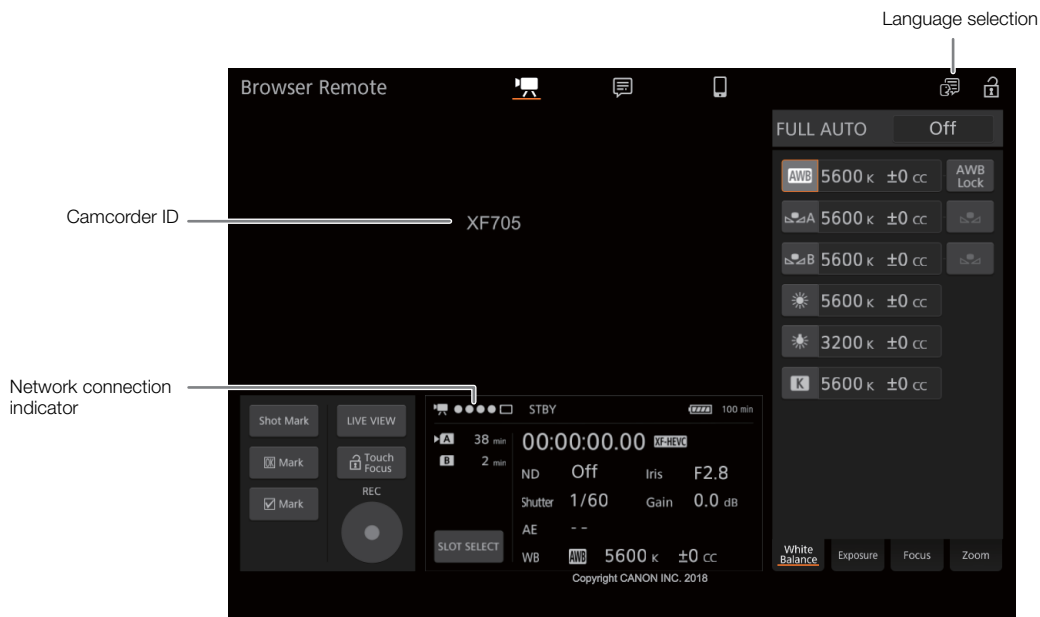 Language selection
Browser Remote
FULL AUTO Off
AWB 5600 K ±0 CC AWB Lock
A 5600 K ±0 CC
B 5600 K ±0 CC
5600 K ±0 CC
3200 K ±0 CC
K 5600 K ±0 CC
Camcorder ID
XF705
Network connection
indicator
Shot Mark LIVE VIEW
OK Mark Touch Focus
Mark REC
STBY 100 min
A 38 min 00:00:00.00 XF-HEVC
B 2 min
ND Off Iris F2.8
Shutter 1/60 Gain 0.0 dB
AE --
SLOT SELECT
WB AWB 5600 K ±0 CC
White Balance Exposure Focus Zoom
Copyright CANON INC. 2018